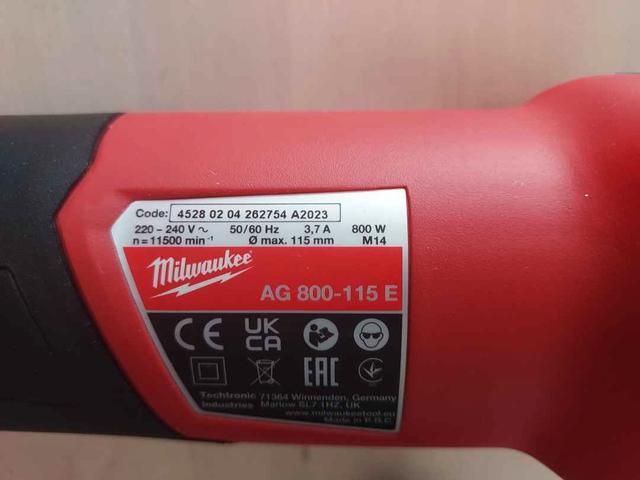 Code: 4528 02 04 262754 A2023
220 - 240 V ~ 50/60 Hz 3,7 A 800 W
n = 11500 min⁻¹ Ø max. 115 mm M14
Milwaukee
AG 800-115 E
CE UK CA
EAC
Techtronic 71364 Winnenden, Germany
Industries Marlow SL7 1HZ, UK
www.milwaukeetool.eu
Made in P.R.C.